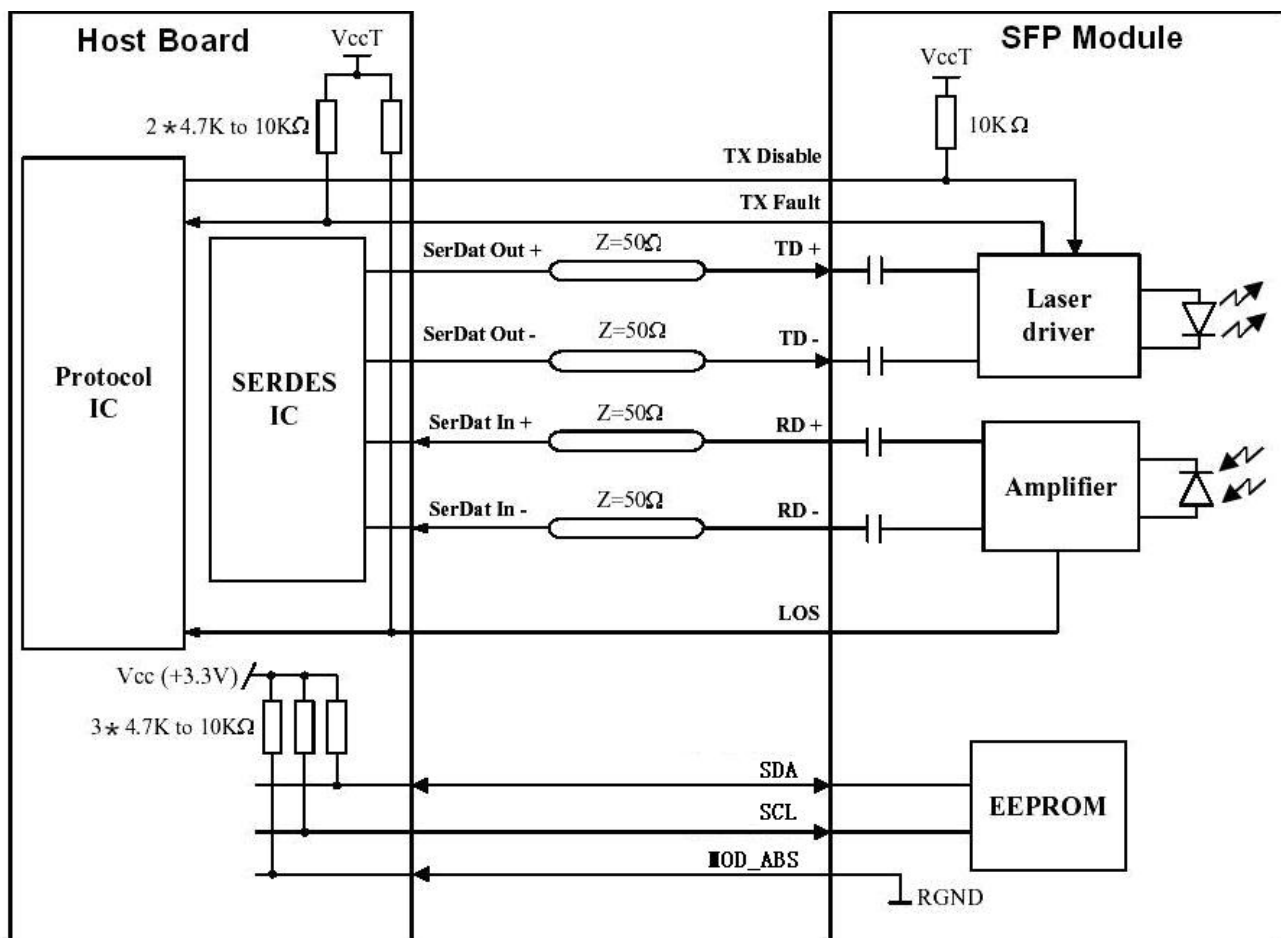 Host Board
SFP Module
VccT
VccT
2*4.7K to 10KΩ
10KΩ
TX Disable
TX Fault
SerDat Out +
Z=50Ω
TD +
Laser
driver
SerDat Out -
Z=50Ω
TD -
Protocol
IC
SERDES
IC
SerDat In +
Z=50Ω
RD +
Amplifier
SerDat In -
Z=50Ω
RD -
LOS
Vcc (+3.3V)
3*4.7K to 10KΩ
SDA
SCL
EEPROM
MOD_ABS
RGND